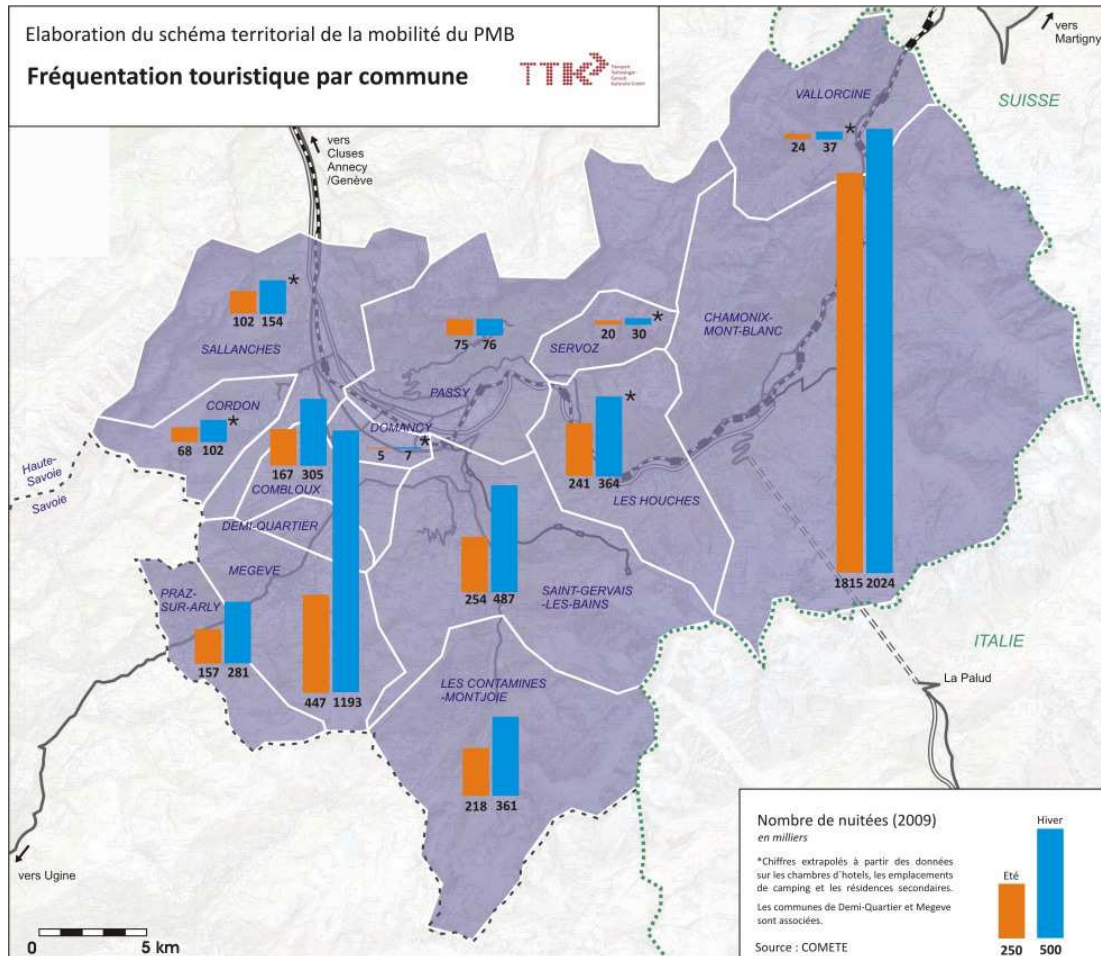 Elaboration du schéma territorial de la mobilité du PMB
Fréquentation touristique par commune
TTK
vers
Martigny
SUISSE
VALLORCINE
24 37 *
vers
Cluses
Annecy
/Genève
102 154 *
SALLANCHES
75 76
PASSY
20 30 *
SERVOZ
CHAMONIX-
MONT-BLANC
1815 2024
CORDON
68 102 *
DOMANCY
5 7 *
167 305
COMBLOUX
241 364 *
LES HOUCHES
Haute-
Savoie
Savoie
DEMI-QUARTIER
MEGEVE
447 1193
PRAZ-
SUR-ARLY
157 281
254 487
SAINT-GERVAIS
-LES-BAINS
ITALIE
La Palud
LES CONTAMINES
-MONTJOIE
218 361
vers Ugine
0 5 km
Nombre de nuitées (2009)
en milliers
*Chiffres extrapolés à partir des données
sur les chambres d'hotels, les emplacements
de camping et les résidences secondaires.
Les communes de Demi-Quartier et Megeve
sont associées.
Source : COMETE
Eté
Hiver
250 500